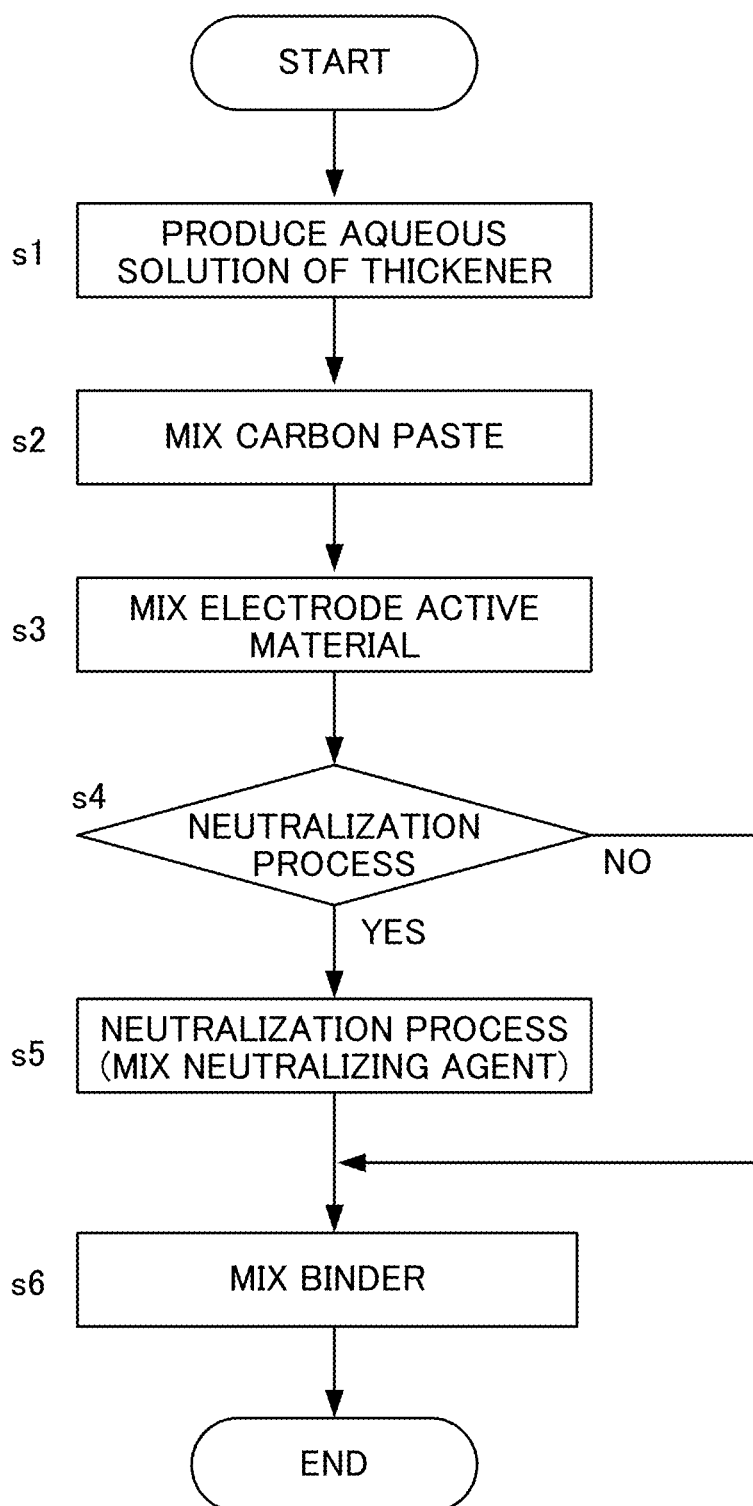 START
s1
PRODUCE AQUEOUS
SOLUTION OF THICKENER
s2
MIX CARBON PASTE
s3
MIX ELECTRODE ACTIVE
MATERIAL
s4
NEUTRALIZATION
PROCESS
NO
YES
s5
NEUTRALIZATION PROCESS
(MIX NEUTRALIZING AGENT)
s6
MIX BINDER
END